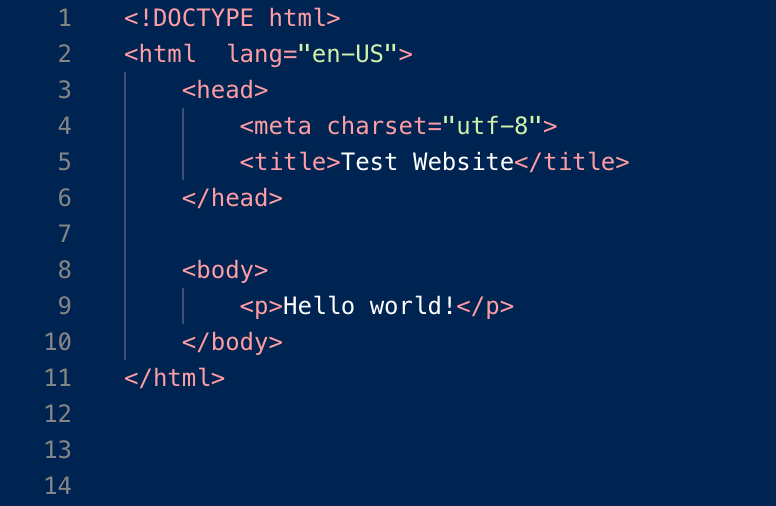 1 <!DOCTYPE html>
2 <html  lang="en-US">
3     <head>
4         <meta charset="utf-8">
5         <title>Test Website</title>
6     </head>
7
8     <body>
9         <p>Hello world!</p>
10     </body>
11 </html>
12
13
14